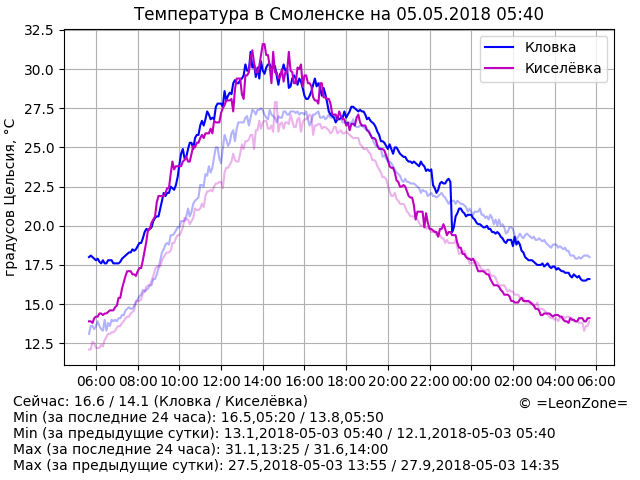 Температура в Смоленске на 05.05.2018 05:40
32.5
30.0
27.5
25.0
22.5
20.0
17.5
15.0
12.5
градусов Цельсия, °C
Кловка
Киселёвка
06:00 08:00 10:00 12:00 14:00 16:00 18:00 20:00 22:00 00:00 02:00 04:00 06:00
Сейчас: 16.6 / 14.1 (Кловка / Киселёвка)
© =LeonZone=
Min (за последние 24 часа): 16.5,05:20 / 13.8,05:50
Min (за предыдущие сутки): 13.1,2018-05-03 05:40 / 12.1,2018-05-03 05:40
Max (за последние 24 часа): 31.1,13:25 / 31.6,14:00
Max (за предыдущие сутки): 27.5,2018-05-03 13:55 / 27.9,2018-05-03 14:35